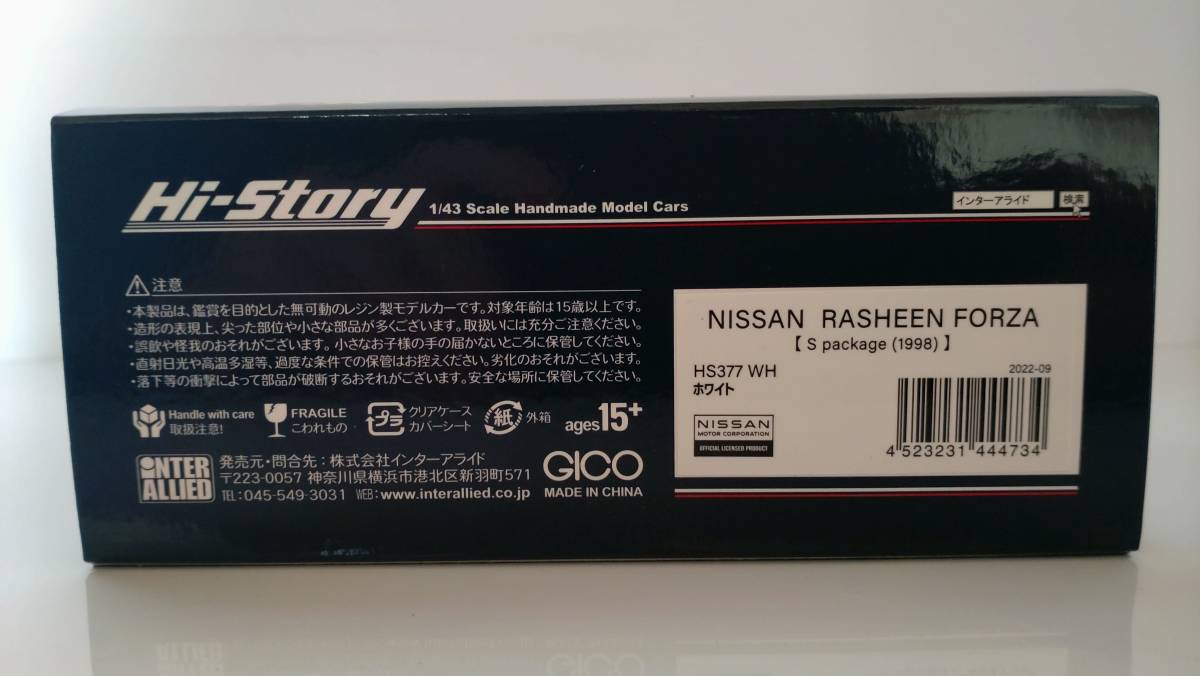 Hi-Story
1/43 Scale Handmade Model Cars
インターアライド 検索
注意
・本製品は、鑑賞を目的とした無可動のレジン製モデルカーです。対象年齢は15歳以上です。
・造形の表現上、尖った部位や小さな部品が多くございます。取扱いには充分ご注意ください。
・誤飲や怪我のおそれがございます。小さなお子様の手の届かないところに保管してください。
・直射日光や高温多湿等、過度な条件での保管はお控えください。劣化のおそれがございます。
・落下等の衝撃によって部品が破断するおそれがございます。安全な場所に保管してください。
Handle with care
取扱注意!
FRAGILE
こわれもの
プラ
クリアケース
カバーシート
紙
外箱
ages15+
INTER
ALLIED
発売元・問合先：株式会社インターアライド
〒223-0057 神奈川県横浜市港北区新羽町571
TEL:045-549-3031 WEB:www.interallied.co.jp
GICO
MADE IN CHINA
NISSAN RASHEEN FORZA
【 S package (1998) 】
HS377 WH
ホワイト
2022-09
NISSAN
MOTOR CORPORATION
OFFICIAL LICENSED PRODUCT
4 523231 444734
GICO